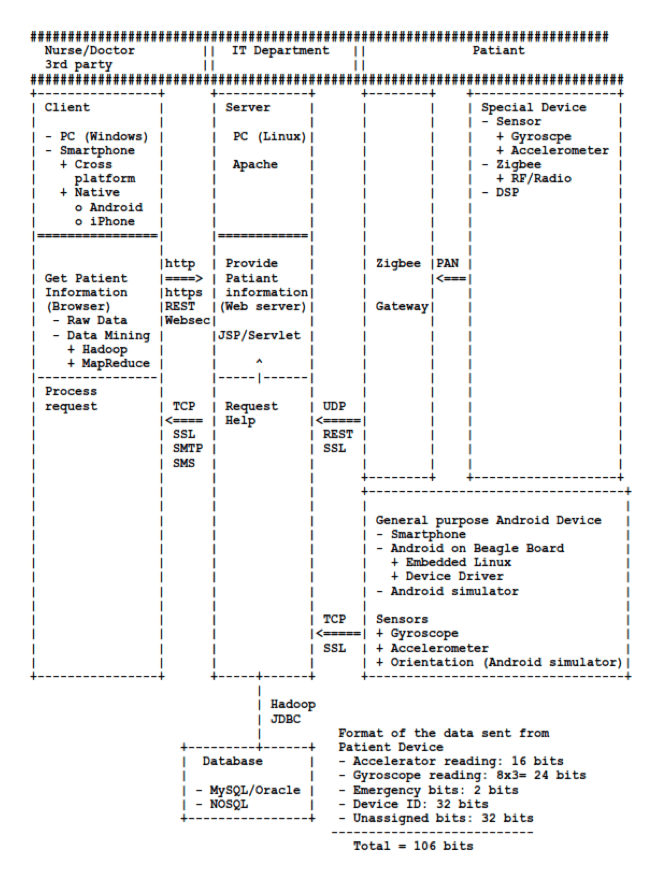 Nurse/Doctor
3rd party
IT Department
Patiant
Client
- PC (Windows)
- Smartphone
+ Cross
platform
+ Native
o Android
o iPhone
Get Patient
Information
(Browser)
- Raw Data
- Data Mining
+ Hadoop
+ MapReduce
Process
request
http
====>
https
REST
Websec
TCP
<====
SSL
SMTP
SMS
Server
PC (Linux)
Apache
Provide
Patiant
information
(Web server)
JSP/Servlet
^
Request
Help
UDP
<=====
REST
SSL
TCP
<=====
SSL
Zigbee
Gateway
PAN
<===
Special Device
- Sensor
+ Gyroscpe
+ Accelerometer
- Zigbee
+ RF/Radio
- DSP
General purpose Android Device
- Smartphone
- Android on Beagle Board
+ Embedded Linux
+ Device Driver
- Android simulator
Sensors
+ Gyroscope
+ Accelerometer
+ Orientation (Android simulator)
Hadoop
JDBC
Database
- MySQL/Oracle
- NOSQL
Format of the data sent from
Patient Device
- Accelerator reading: 16 bits
- Gyroscope reading: 8x3= 24 bits
- Emergency bits: 2 bits
- Device ID: 32 bits
- Unassigned bits: 32 bits
Total = 106 bits